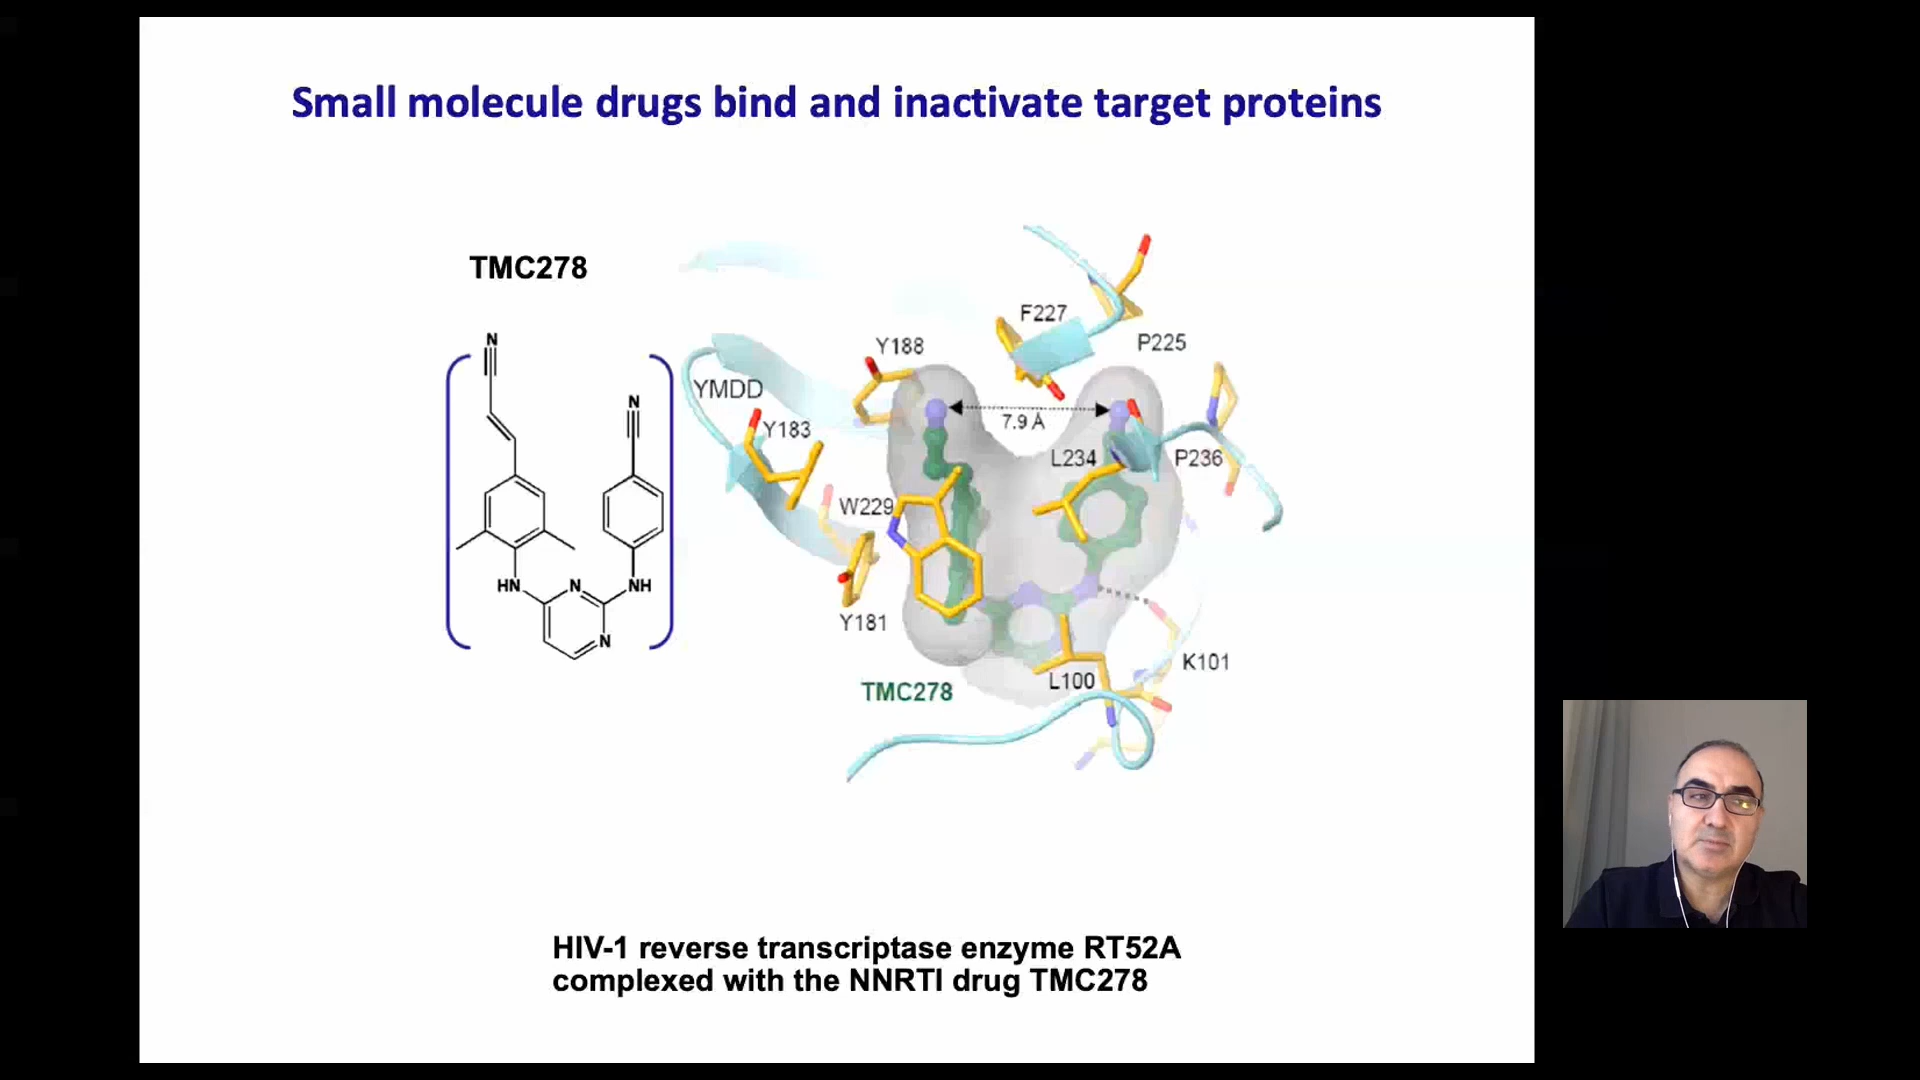 Small molecule drugs bind and inactivate target proteins
TMC278
N
N
HN
N
NH
N
YMDD
Y183
Y188
F227
P225
7.9 Å
L234
P236
W229
Y181
TMC278
L100
K101
HIV-1 reverse transcriptase enzyme RT52A
complexed with the NNRTI drug TMC278